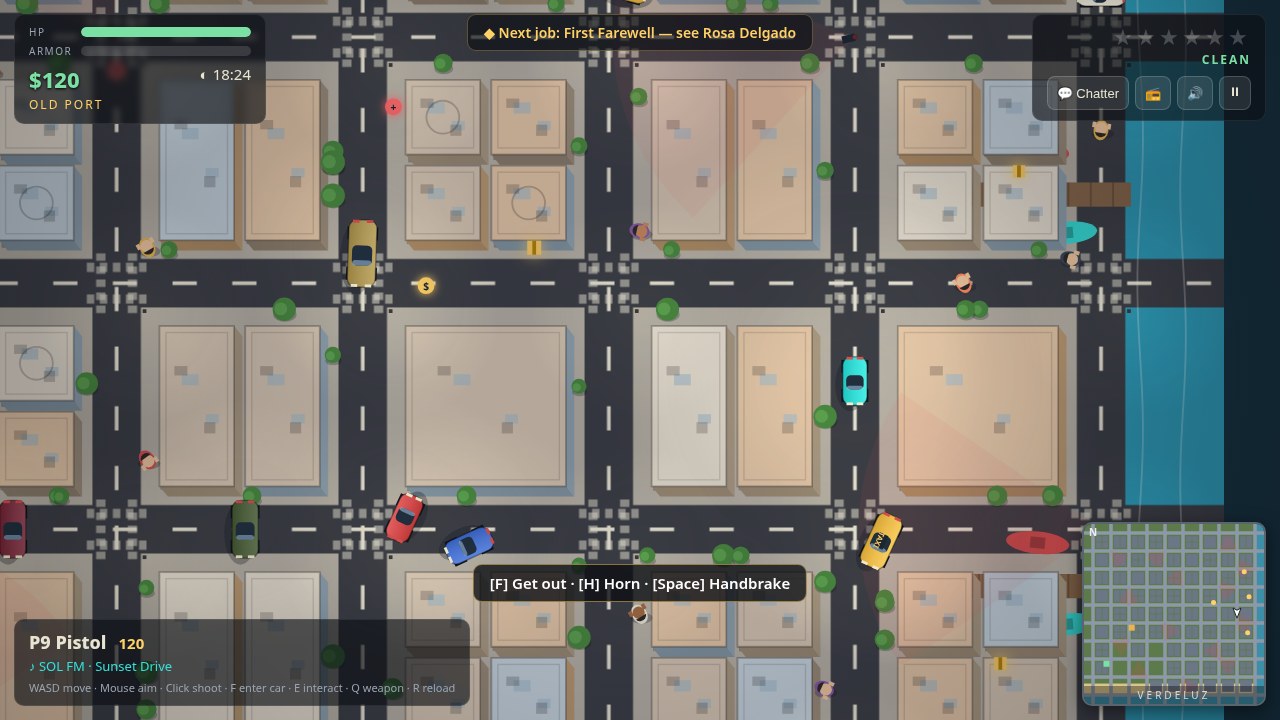 HP
ARMOR
$120
18:24
OLD PORT
◆ Next job: First Farewell — see Rosa Delgado
CLEAN
💬 Chatter
$
TAXI
[F] Get out · [H] Horn · [Space] Handbrake
P9 Pistol 120
♪ SOL FM · Sunset Drive
WASD move · Mouse aim · Click shoot · F enter car · E interact · Q weapon · R reload
N
VERDELUZ